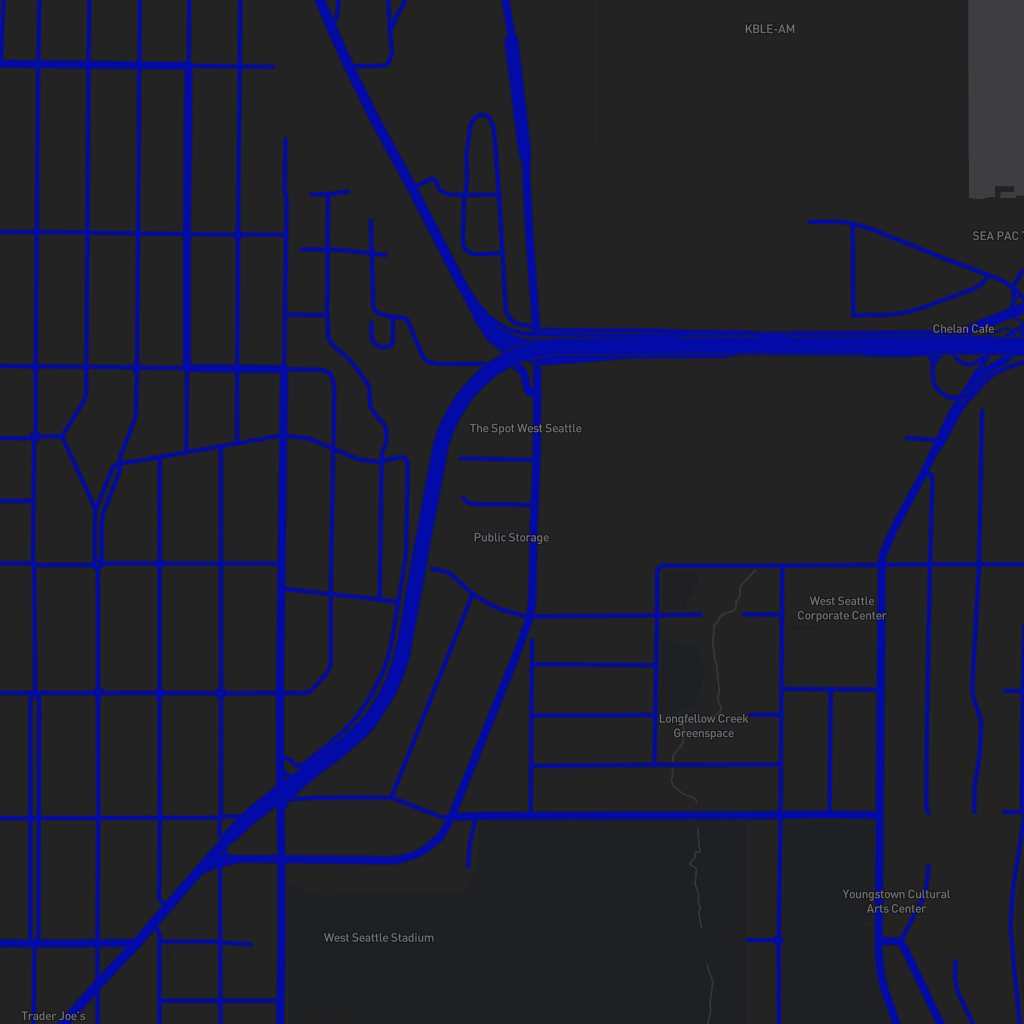 KBLE-AM
SEA PAC T
Chelan Cafe
The Spot West Seattle
Public Storage
West Seattle
Corporate Center
Longfellow Creek
Greenspace
Youngstown Cultural
Arts Center
West Seattle Stadium
Trader Joe's